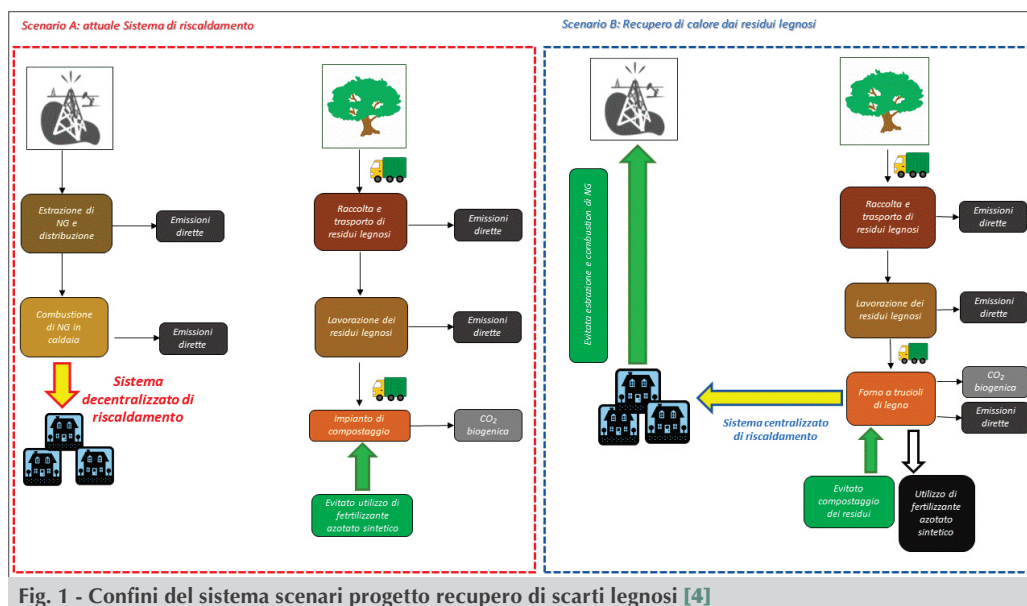 Scenario A: attuale Sistema di riscaldamento
Estrazione di
NG e
distribuzione
Emissioni
dirette
Combustione
di NG in
caldaia
Emissioni
dirette
Sistema
decentralizzato di
riscaldamento
Raccolta e
trasporto di
residui legnosi
Emissioni
dirette
Lavorazione dei
residui legnosi
Emissioni
dirette
Impianto di
compostaggio
CO2
biogenica
Evitato utilizzo di
fetrtilizzante
azotato sintetico
Scenario B: Recupero di calore dai residui legnosi
Evitata estrazione e combustion di NG
Raccolta e
trasporto di
residui legnosi
Emissioni
dirette
Lavorazione dei
residui legnosi
Emissioni
dirette
Forno a trucioli
di legno
CO2
biogenica
Emissioni
dirette
Sistema centralizzato
di riscaldamento
Evitato
compostaggio
dei residui
Utilizzo di
fertilizzante
azotato
sintetico
Fig. 1 - Confini del sistema scenari progetto recupero di scarti legnosi [4]